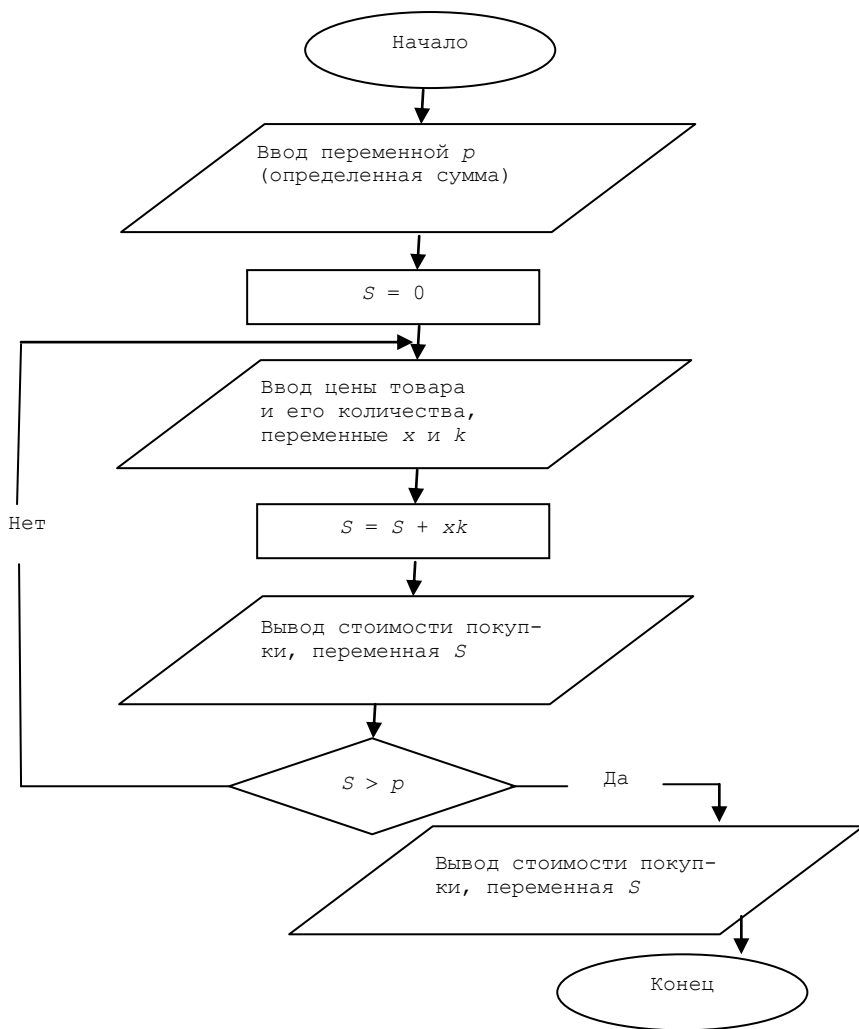 Начало
Ввод переменной p
(определенная сумма)
S = 0
Ввод цены товара
и его количества,
переменные x и k
Нет
S = S + xk
Вывод стоимости покуп-
ки, переменная S
S > p
Да
Вывод стоимости покуп-
ки, переменная S
Конец